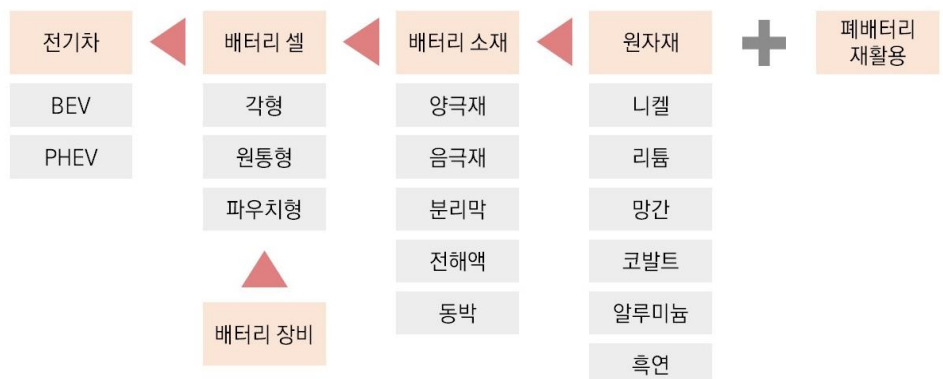 전기차
배터리 셀
배터리 소재
원자재
폐배터리
재활용
BEV
각형
양극재
니켈
PHEV
원통형
음극재
리튬
파우치형
분리막
망간
전해액
코발트
배터리 장비
동박
알루미늄
흑연